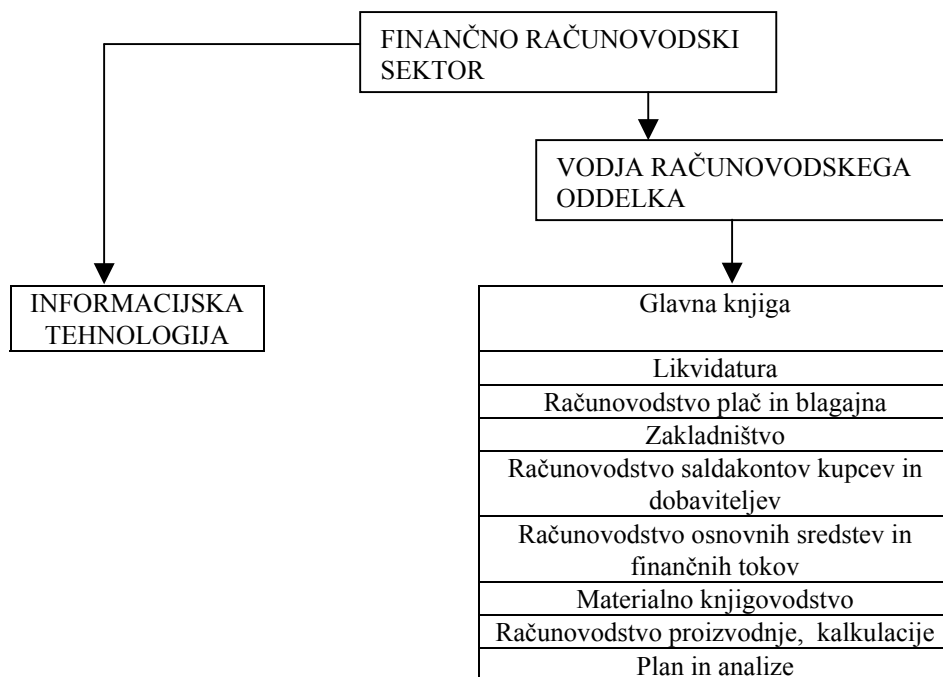 FINANČNO RAČUNOVODSKI
SEKTOR
VODJA RAČUNOVODSKEGA
ODDELKA
INFORMACIJSKA
TEHNOLOGIJA
Glavna knjiga
Likvidatura
Računovodstvo plač in blagajna
Zakladništvo
Računovodstvo saldakontov kupcev in
dobaviteljev
Računovodstvo osnovnih sredstev in
finančnih tokov
Materialno knjigovodstvo
Računovodstvo proizvodnje, kalkulacije
Plan in analize